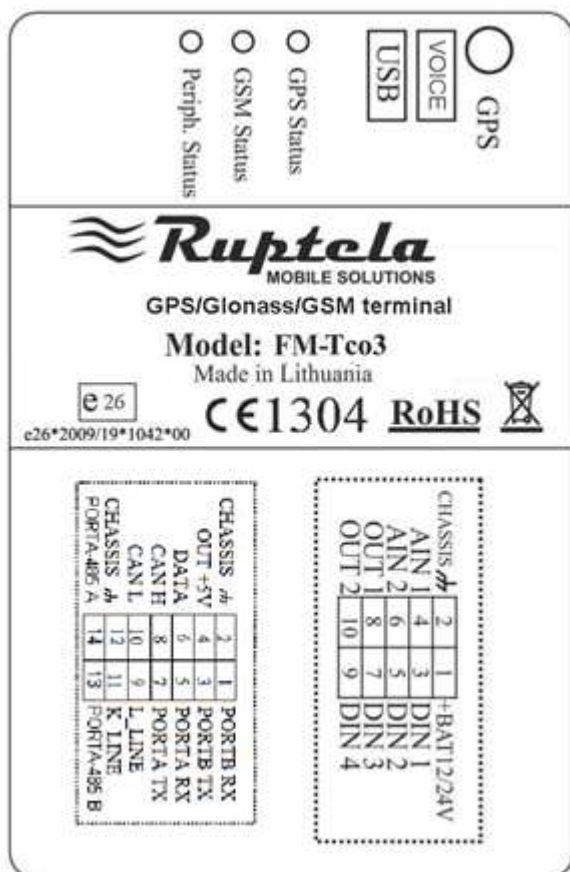 Periph. Status
GSM Status
GPS Status
USB
VOICE
GPS
Ruptela
MOBILE SOLUTIONS
GPS/Glonass/GSM terminal
Model: FM-Tco3
Made in Lithuania
e 26
e26*2009/19*1042*00
CE1304 RoHS
CHASSIS 2 1 PORTB RX
OUT +5V 4 3 PORTB TX
DATA 6 5 PORTA RX
CAN H 8 7 PORTA TX
CAN L 10 9 L_LINE
CHASSIS 12 11 K_LINE
PORTA-485 A 14 13 PORTA-485 B
CHASSIS 2 1 +BAT12/24V
AIN 1 4 3 DIN 1
AIN 2 6 5 DIN 2
OUT 1 8 7 DIN 3
OUT 2 10 9 DIN 4